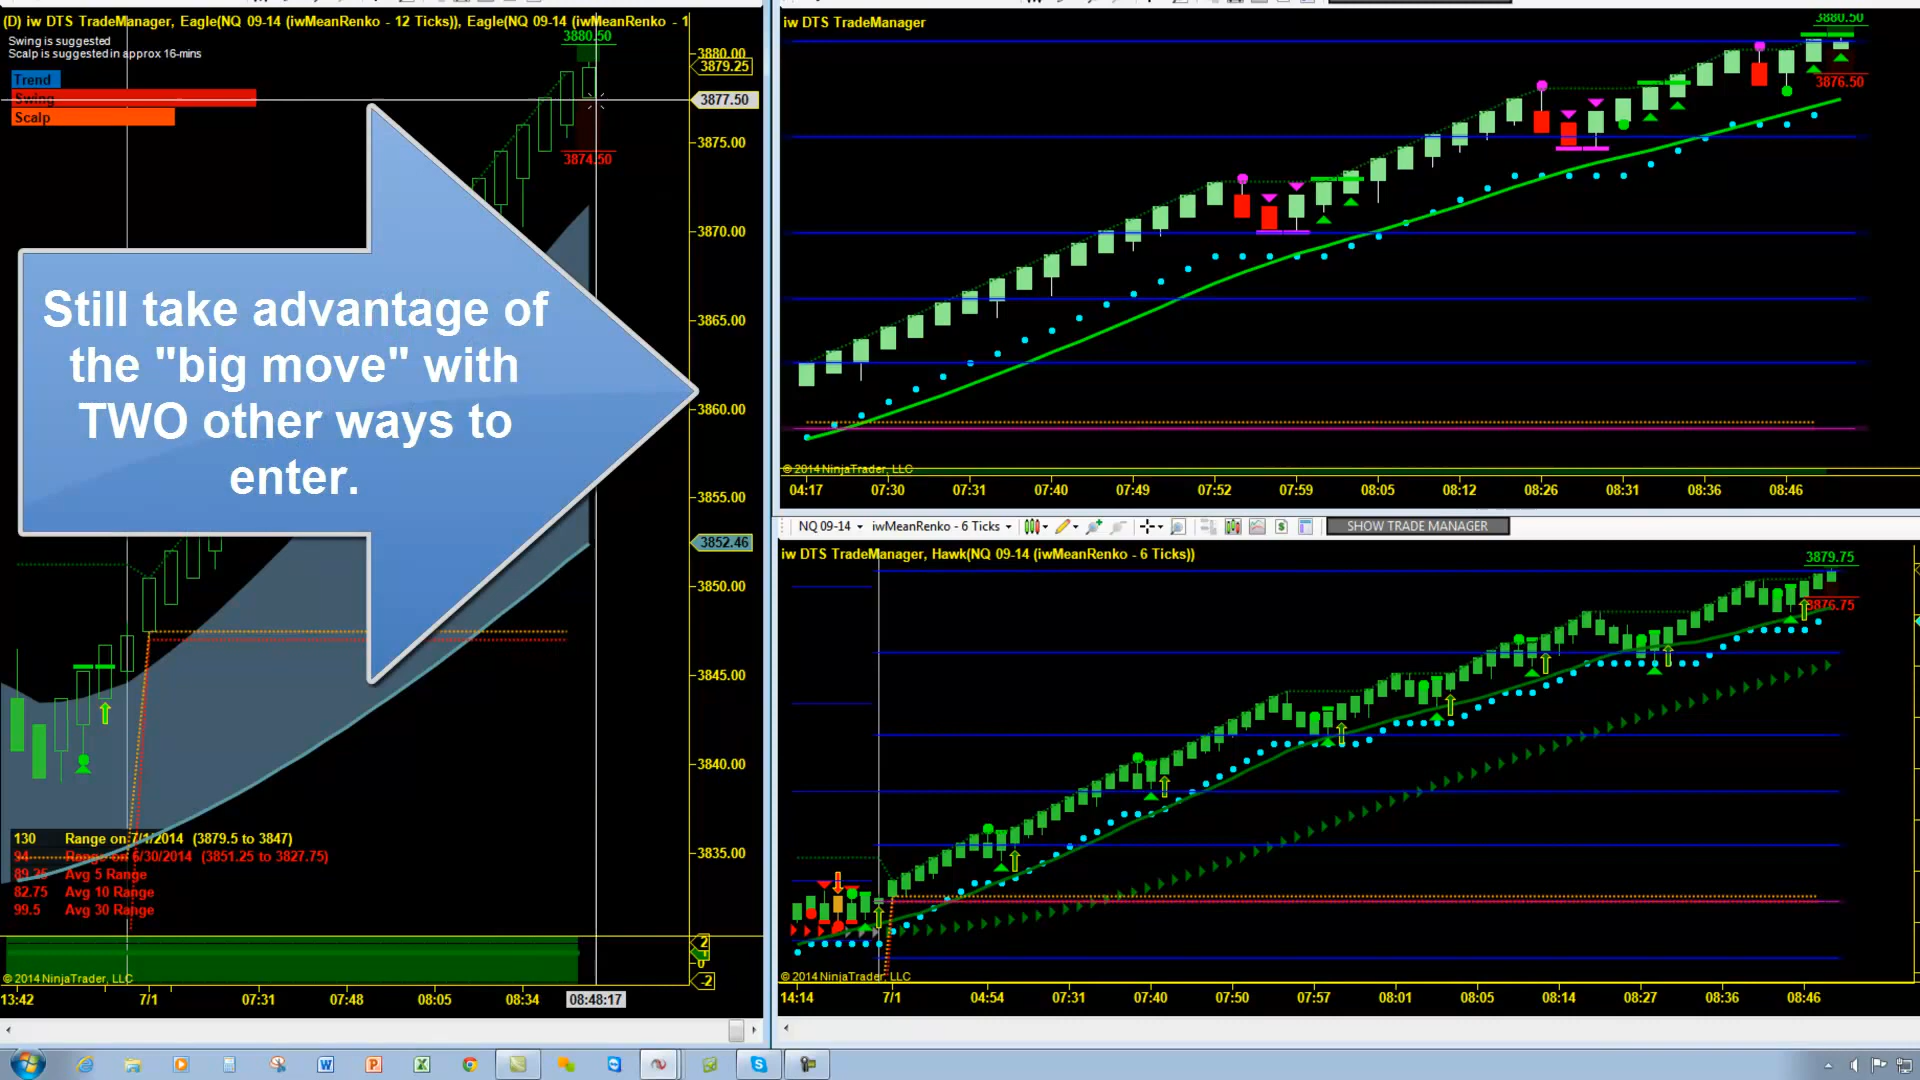 (D) iw DTS TradeManager, Eagle(NQ 09-14 (iwMeanRenko - 12 Ticks)), Eagle(NQ 09-14 (iwMeanRenko - 1
Swing is suggested
Scalp is suggested in approx 16-mins
Trend
Swing
Scalp
3880.50
3874.50
3880.00
3879.25
3877.50
3875.00
3870.00
3865.00
3860.00
3855.00
3852.46
3850.00
3845.00
3840.00
3835.00
Still take advantage of
the "big move" with
TWO other ways to
enter.
130 Range on 7/1/2014 (3879.5 to 3847)
94 Range on 6/30/2014 (3851.25 to 3827.75)
89.25 Avg 5 Range
82.75 Avg 10 Range
99.5 Avg 30 Range
2
0
-2
© 2014 NinjaTrader, LLC
13:42 7/1 07:31 07:48 08:05 08:34 08:48:17
iw DTS TradeManager
3880.50
3876.50
© 2014 NinjaTrader, LLC
04:17 07:30 07:31 07:40 07:49 07:52 07:59 08:05 08:12 08:26 08:31 08:36 08:46
NQ 09-14 iwMeanRenko - 6 Ticks SHOW TRADE MANAGER
iw DTS TradeManager, Hawk(NQ 09-14 (iwMeanRenko - 6 Ticks))
3879.75
3876.75
© 2014 NinjaTrader, LLC
14:14 7/1 04:54 07:31 07:40 07:50 07:57 08:01 08:05 08:14 08:27 08:36 08:46